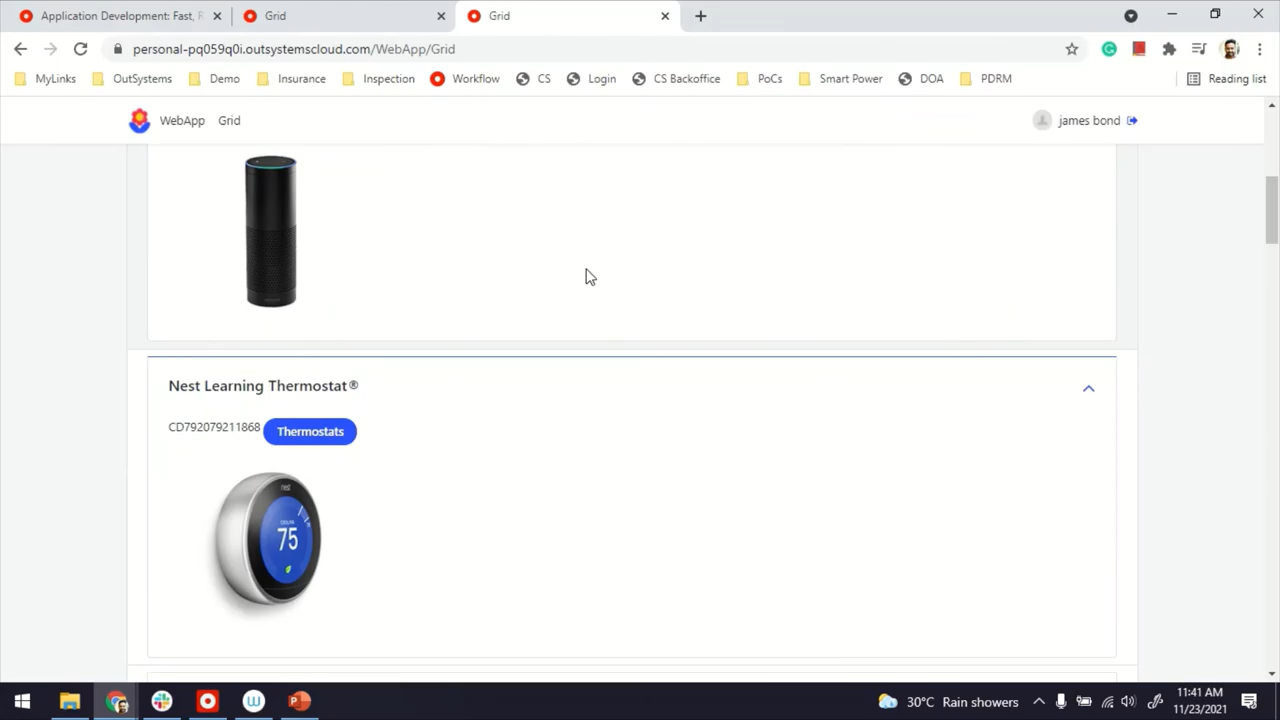 Application Development: Fast, R
Grid
Grid
personal-pq059q0i.outsystemscloud.com/WebApp/Grid
MyLinks
OutSystems
Demo
Insurance
Inspection
Workflow
CS
Login
CS Backoffice
PoCs
Smart Power
DOA
PDRM
Reading list
WebApp
Grid
james bond
Nest Learning Thermostat®
CD792079211868
Thermostats
nest
COOLING
75
30°C Rain showers
11:41 AM
11/23/2021